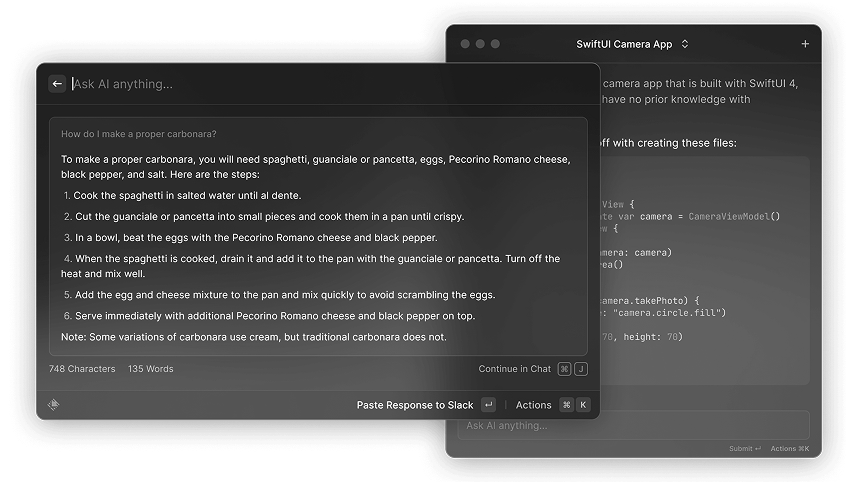 Ask AI anything...
How do I make a proper carbonara?
To make a proper carbonara, you will need spaghetti, guanciale or pancetta, eggs, Pecorino Romano cheese,
black pepper, and salt. Here are the steps:
1. Cook the spaghetti in salted water until al dente.
2. Cut the guanciale or pancetta into small pieces and cook them in a pan until crispy.
3. In a bowl, beat the eggs with the Pecorino Romano cheese and black pepper.
4. When the spaghetti is cooked, drain it and add it to the pan with the guanciale or pancetta. Turn off the
heat and mix well.
5. Add the egg and cheese mixture to the pan and mix quickly to avoid scrambling the eggs.
6. Serve immediately with additional Pecorino Romano cheese and black pepper on top.
Note: Some variations of carbonara use cream, but traditional carbonara does not.
748 Characters 135 Words
Continue in Chat ⌘ J
Paste Response to Slack ↵ | Actions ⌘ K
SwiftUI Camera App
+
camera app that is built with SwiftUI 4,
have no prior knowledge with
off with creating these files:
View {
var camera = CameraViewModel()
{
camera)
()
camera.takePhoto) {
: "camera.circle.fill")
70, height: 70)
Ask AI anything...
Submit ↵ Actions ⌘K